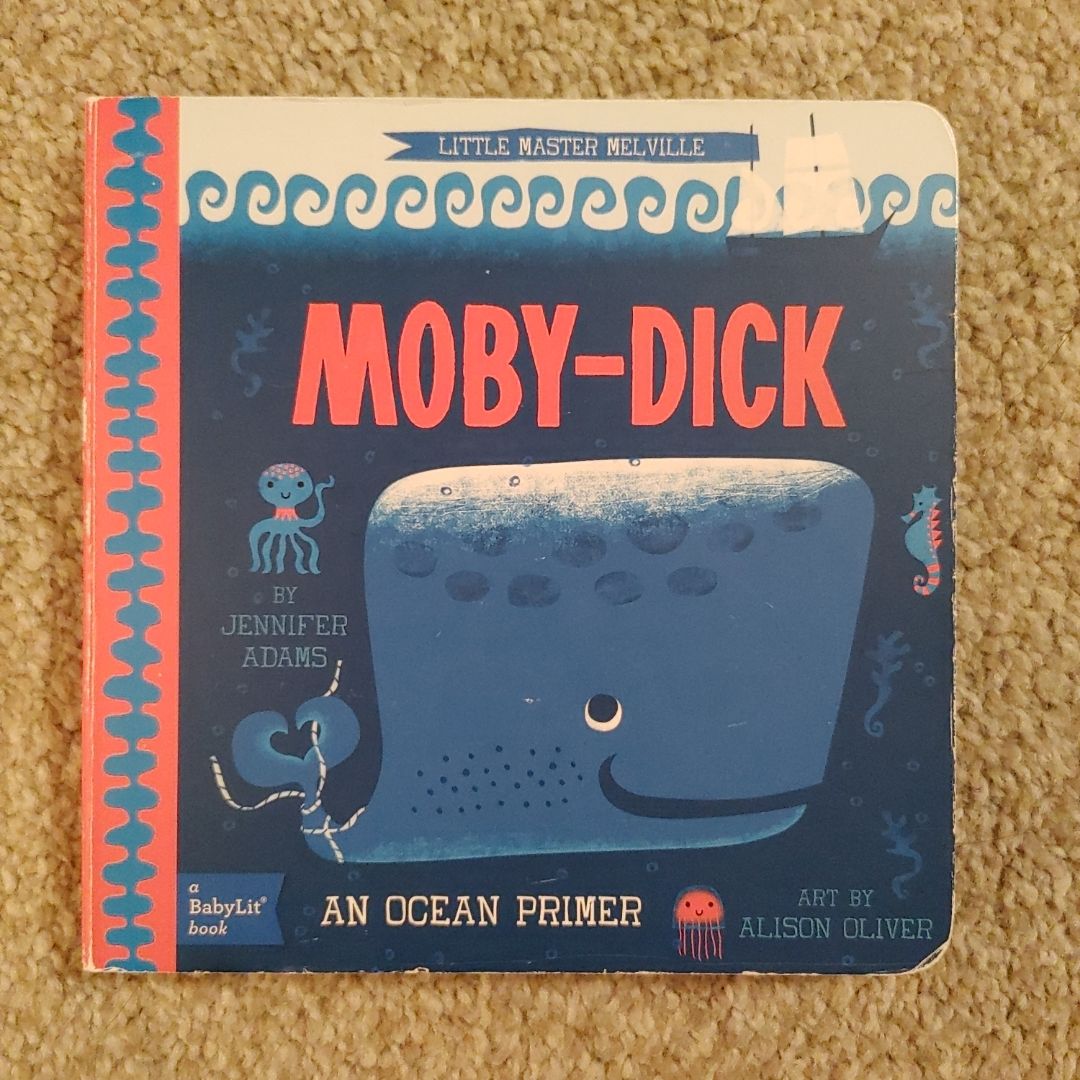 LITTLE MASTER MELVILLE
MOBY-DICK
BY
JENNIFER
ADAMS
a
BabyLit®
book
AN OCEAN PRIMER
ART BY
ALISON OLIVER